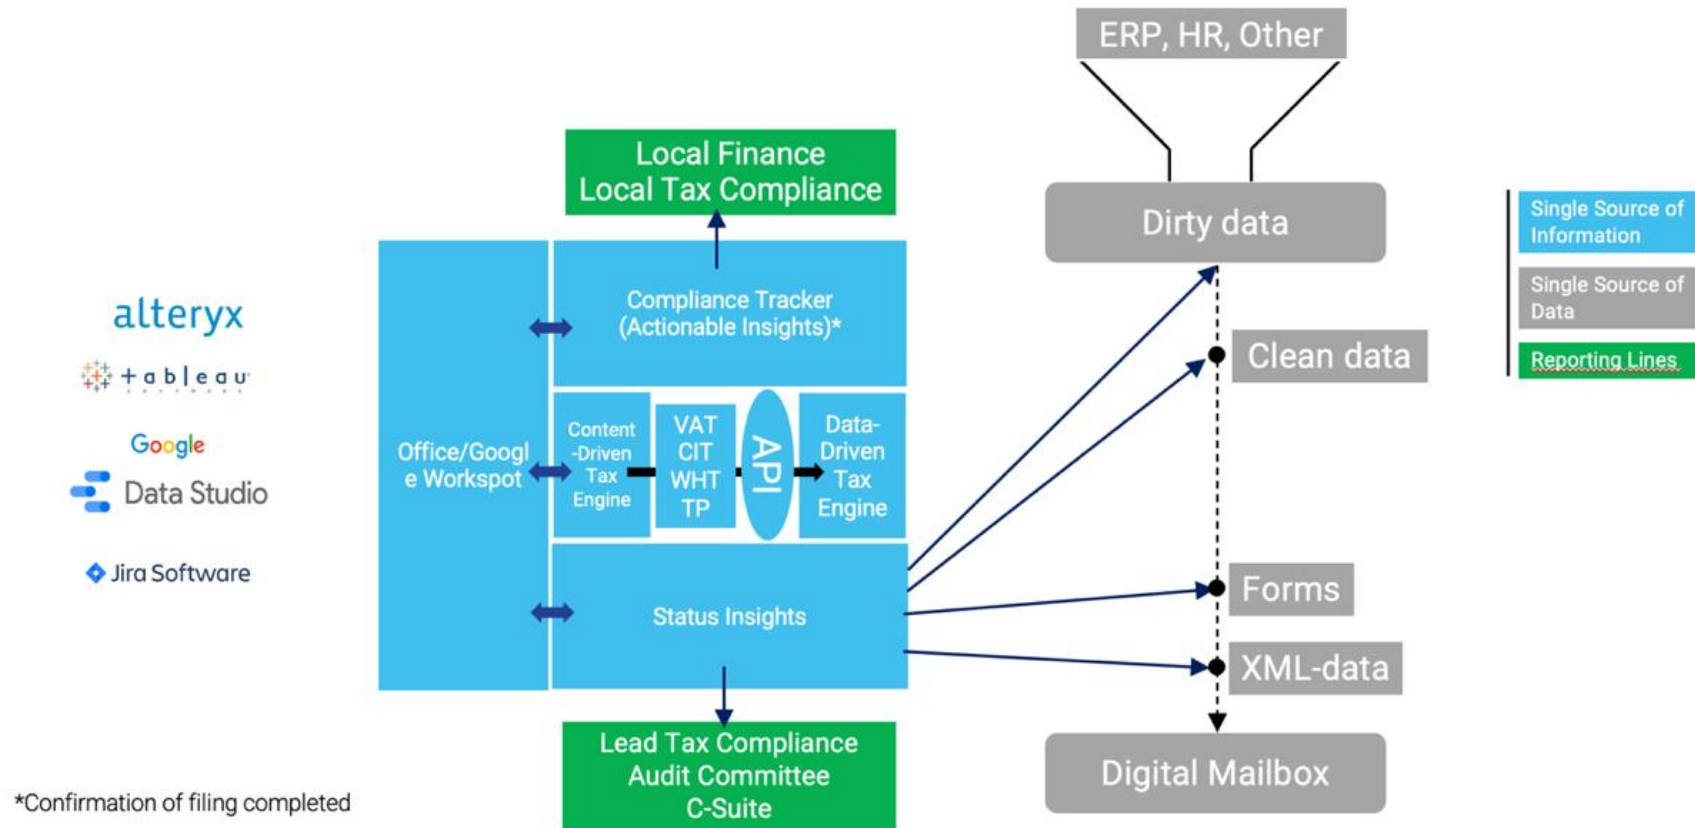 ERP, HR, Other
Local Finance
Local Tax Compliance
Dirty data
Single Source of
Information
Single Source of
Data
Reporting Lines
alteryx
+ a b l e a u
S O F T W A R E
Google
Data Studio
Jira Software
Office/Googl
e Workspot
Compliance Tracker
(Actionable Insights)*
Content
-Driven
Tax
Engine
VAT
CIT
WHT
TP
API
Data-
Driven
Tax
Engine
Status Insights
Clean data
Forms
XML-data
Digital Mailbox
Lead Tax Compliance
Audit Committee
C-Suite
*Confirmation of filing completed